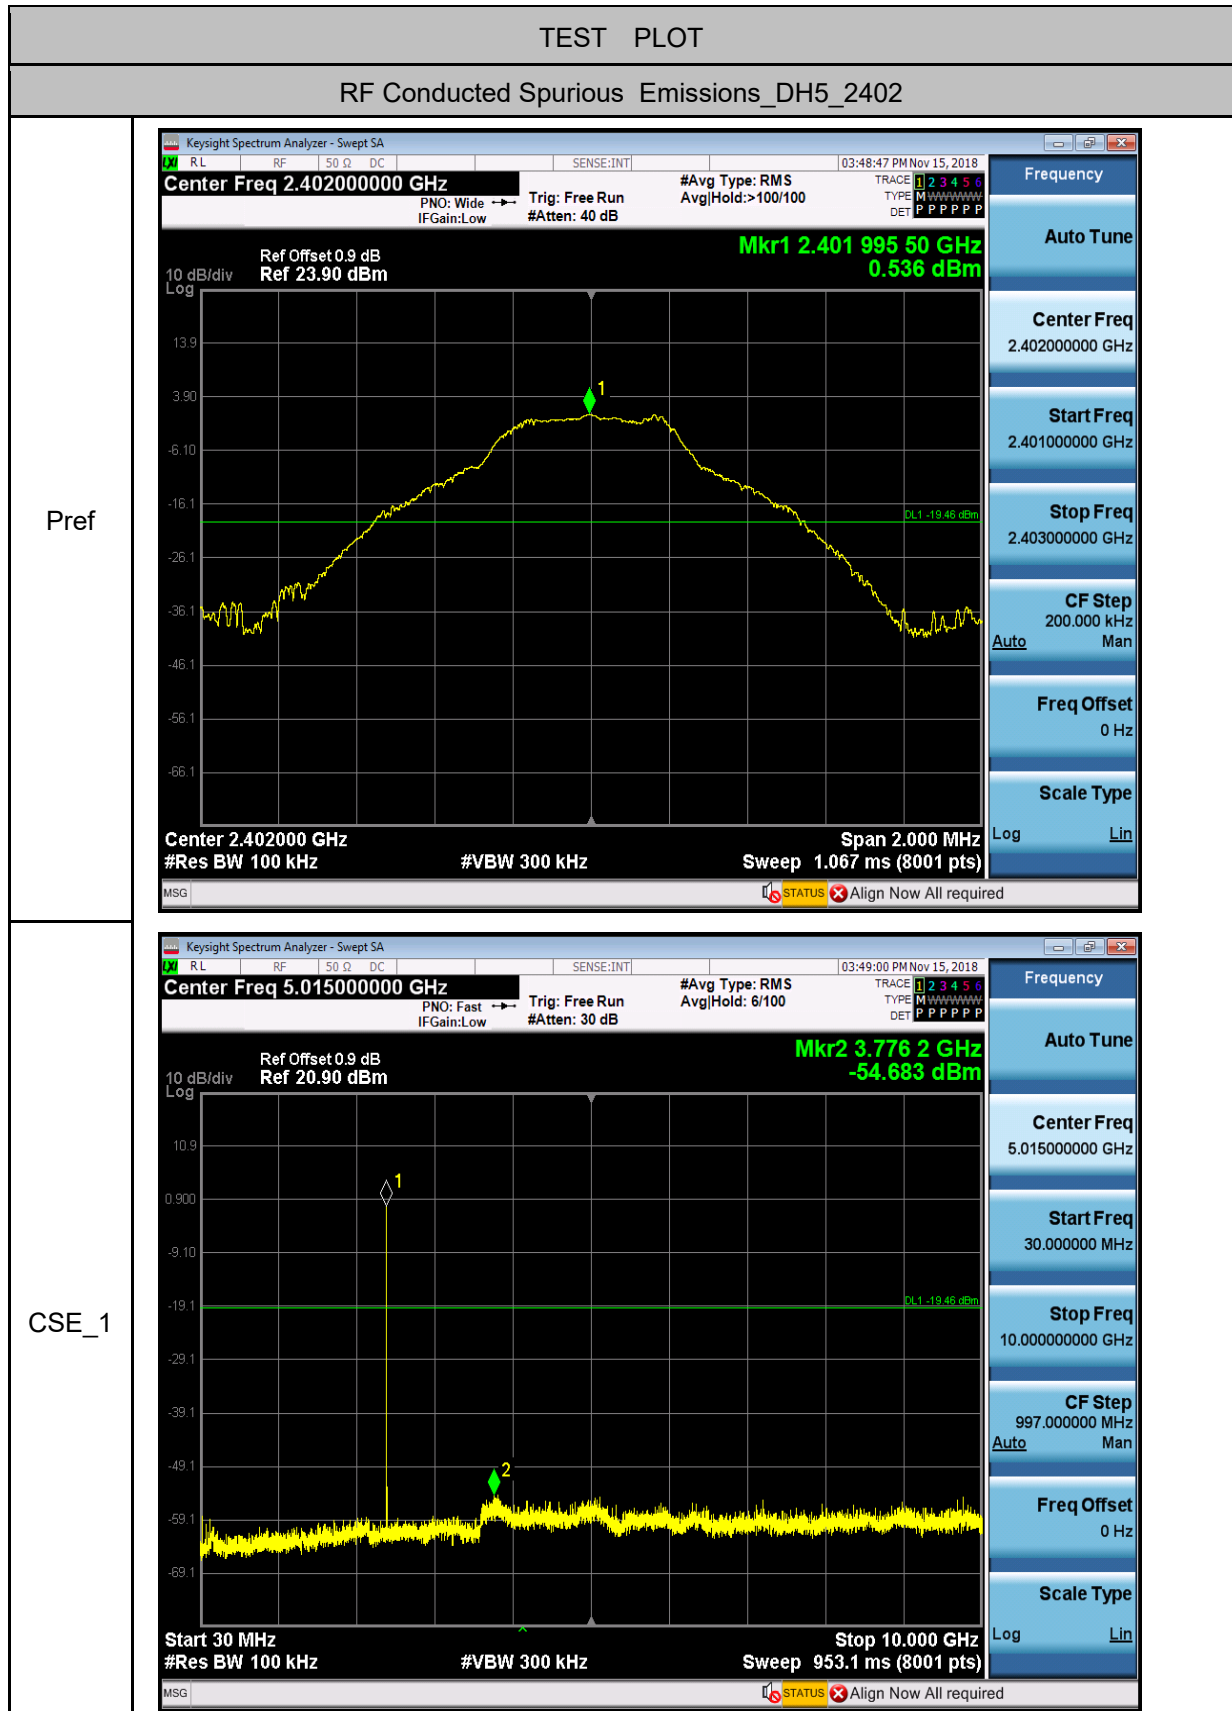 TEST PLOT
RF Conducted Spurious Emissions_DH5_2402
Pref
Keysight Spectrum Analyzer - Swept SA
LXI RL RF 50 Ω DC SENSE:INT 03:48:47 PM Nov 15, 2018
Center Freq 2.402000000 GHz
PNO: Wide
IFGain:Low
Trig: Free Run
#Atten: 40 dB
#Avg Type: RMS
Avg|Hold:>100/100
TRACE 1 2 3 4 5 6
TYPE M WWWWW
DET P P P P P P
Mkr1 2.401 995 50 GHz
0.536 dBm
Ref Offset 0.9 dB
10 dB/div Ref 23.90 dBm
Log
1
13.9
3.90
-6.10
-16.1
DL1 -19.46 dBm
-26.1
-36.1
-46.1
-56.1
-66.1
Center 2.402000 GHz Span 2.000 MHz
#Res BW 100 kHz #VBW 300 kHz Sweep 1.067 ms (8001 pts)
MSG STATUS Align Now All required
Frequency
Auto Tune
Center Freq
2.402000000 GHz
Start Freq
2.401000000 GHz
Stop Freq
2.403000000 GHz
CF Step
200.000 kHz
Auto Man
Freq Offset
0 Hz
Scale Type
Log Lin
CSE_1
Keysight Spectrum Analyzer - Swept SA
LXI RL RF 50 Ω DC SENSE:INT 03:49:00 PM Nov 15, 2018
Center Freq 5.015000000 GHz
PNO: Fast
IFGain:Low
Trig: Free Run
#Atten: 30 dB
#Avg Type: RMS
Avg|Hold: 6/100
TRACE 1 2 3 4 5 6
TYPE M WWWWW
DET P P P P P P
Mkr2 3.776 2 GHz
-54.683 dBm
Ref Offset 0.9 dB
10 dB/div Ref 20.90 dBm
Log
10.9
1
0.900
-9.10
-19.1
DL1 -19.46 dBm
-29.1
-39.1
-49.1
2
-59.1
-69.1
Start 30 MHz Stop 10.000 GHz
#Res BW 100 kHz #VBW 300 kHz Sweep 953.1 ms (8001 pts)
MSG STATUS Align Now All required
Frequency
Auto Tune
Center Freq
5.015000000 GHz
Start Freq
30.000000 MHz
Stop Freq
10.000000000 GHz
CF Step
997.000000 MHz
Auto Man
Freq Offset
0 Hz
Scale Type
Log Lin